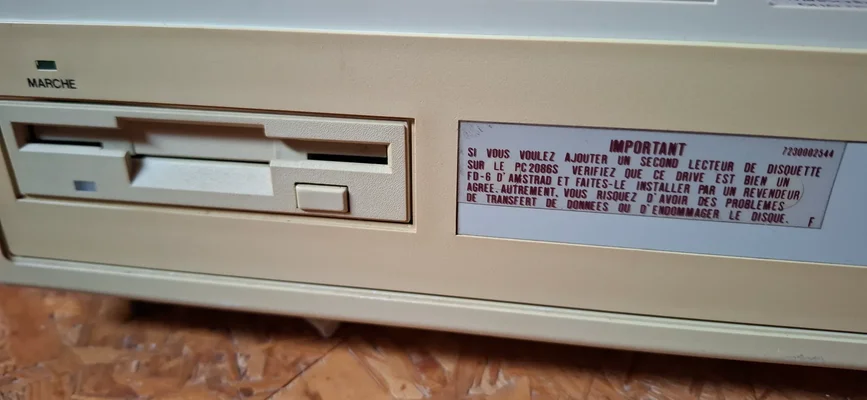 MARCHE
IMPORTANT 7230002544
SI VOUS VOULEZ AJOUTER UN SECOND LECTEUR DE DISQUETTE
SUR LE PC2086S VERIFIEZ QUE CE DRIVE EST BIEN UN
FD-6 D'AMSTRAD ET FAITES-LE INSTALLER PAR UN REVENDEUR
AGREE. AUTREMENT, VOUS RISQUEZ D'AVOIR DES PROBLEMES
DE TRANSFERT DE DONNEES OU D'ENDOMMAGER LE DISQUE. F